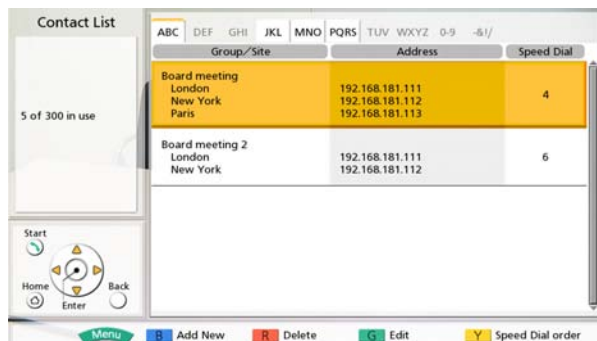 Contact List
ABC DEF GHI JKL MNO PQRS TUV WXYZ 0-9 -&!/
Group/Site Address Speed Dial
Board meeting
London 192.168.181.111
New York 192.168.181.112 4
Paris 192.168.181.113
5 of 300 in use
Board meeting 2
London 192.168.181.111 6
New York 192.168.181.112
Start
Home Back
Enter
Menu B Add New R Delete G Edit Y Speed Dial order